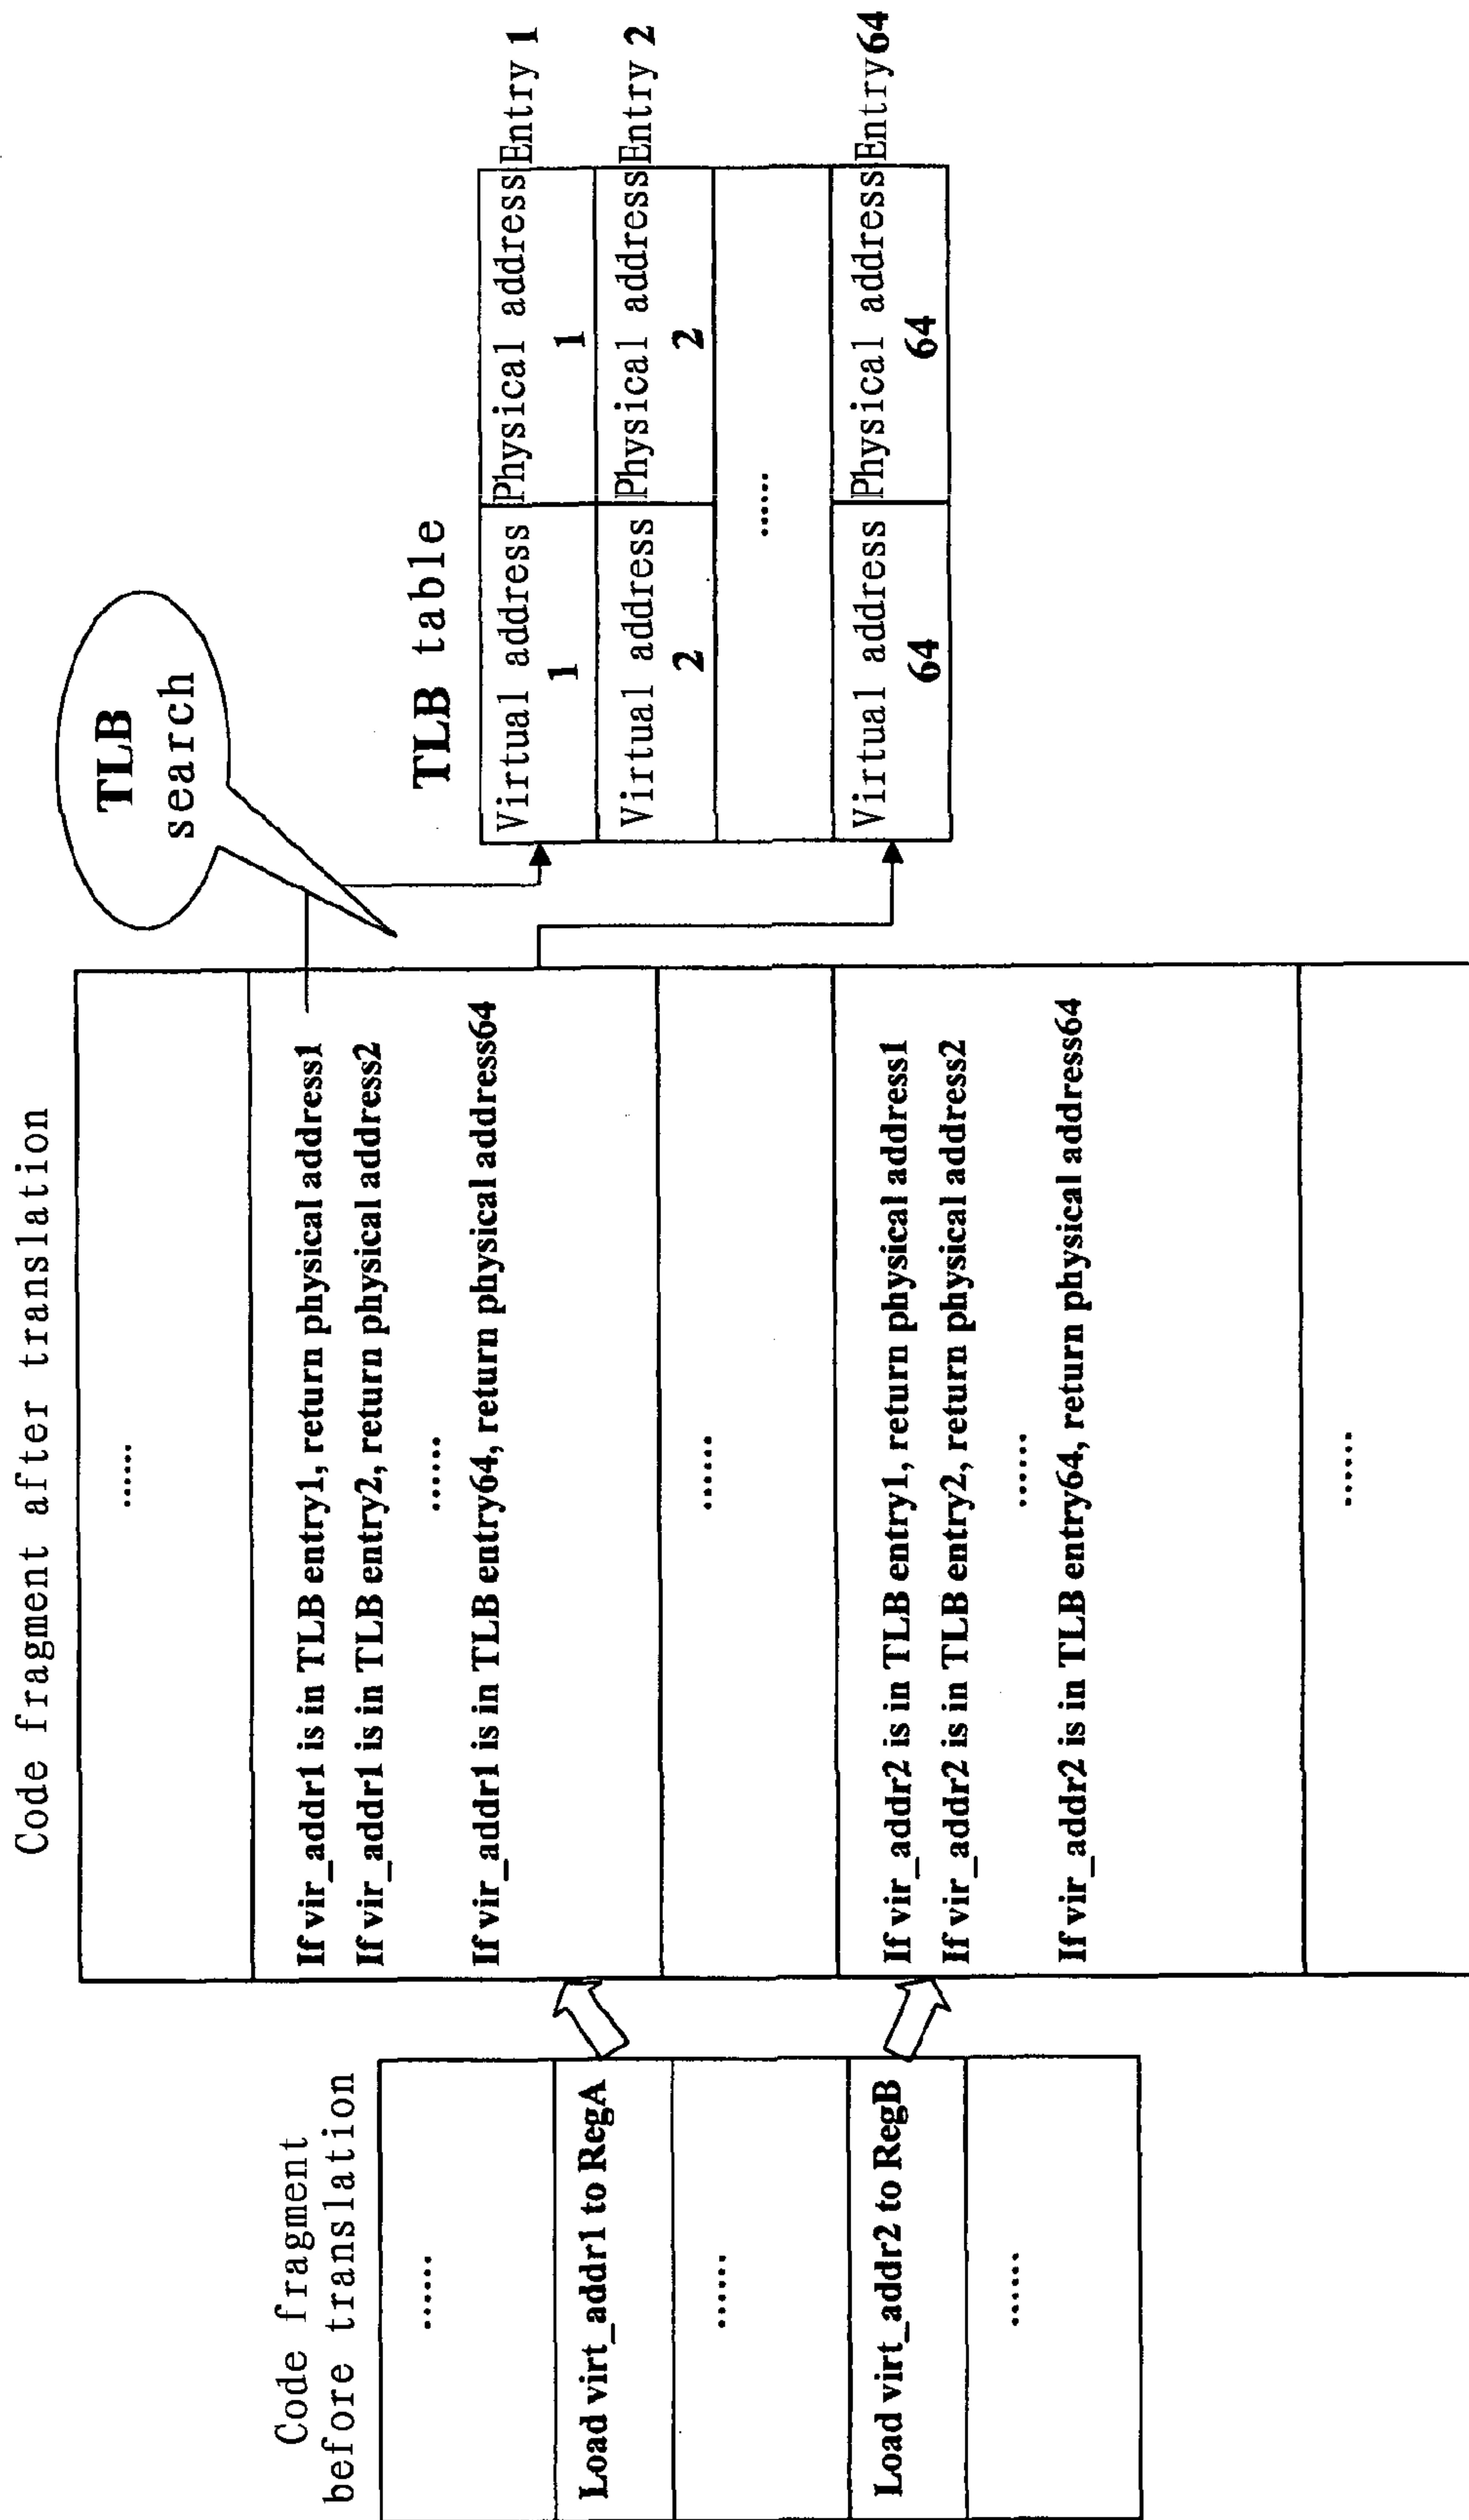 Code fragment
before translation
......
Load virt_addr1 to RegA
......
Load virt_addr2 to RegB
......
Code fragment after translation
......
If vir_addr1 is in TLB entry1, return physical address1
If vir_addr1 is in TLB entry2, return physical address2
......
If vir_addr1 is in TLB entry64, return physical address64
......
If vir_addr2 is in TLB entry1, return physical address1
If vir_addr2 is in TLB entry2, return physical address2
......
If vir_addr2 is in TLB entry64, return physical address64
......
TLB
search
TLB table
Virtual address
1
Physical address
1
Entry 1
Virtual address
2
Physical address
2
Entry 2
......
Virtual address
64
Physical address
64
Entry64